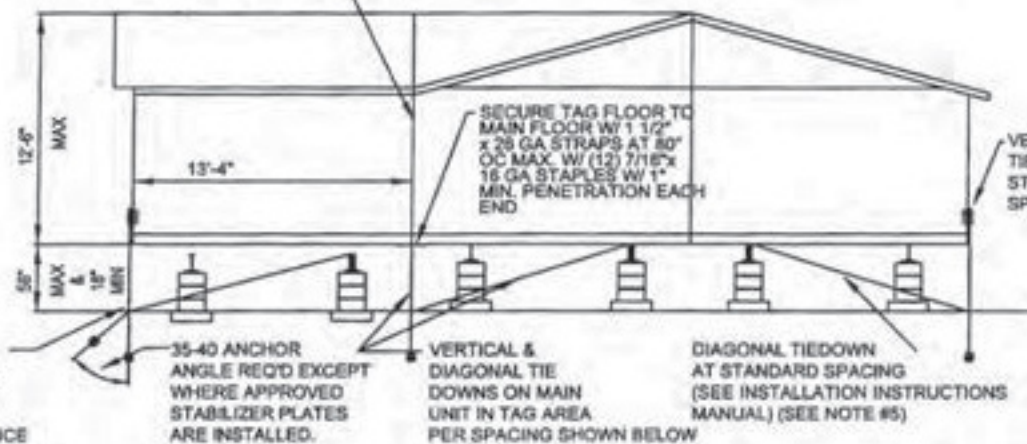 12'-6"
MAX
13'-4"
SECURE TAG FLOOR TO
MAIN FLOOR W/ 1 1/2"
x 26 GA STRAPS AT 80"
OC MAX. W/ (12) 7/16"x
16 GA STAPLES W/ 1"
MIN. PENETRATION EACH
END
VE
TIE
ST
SP
56"
MAX
&
18"
MIN
35-40 ANCHOR
ANGLE REQ'D EXCEPT
WHERE APPROVED
STABILIZER PLATES
ARE INSTALLED.
VERTICAL &
DIAGONAL TIE
DOWNS ON MAIN
UNIT IN TAG AREA
PER SPACING SHOWN BELOW
DIAGONAL TIEDOWN
AT STANDARD SPACING
(SEE INSTALLATION INSTRUCTIONS
MANUAL) (SEE NOTE #5)
ICE